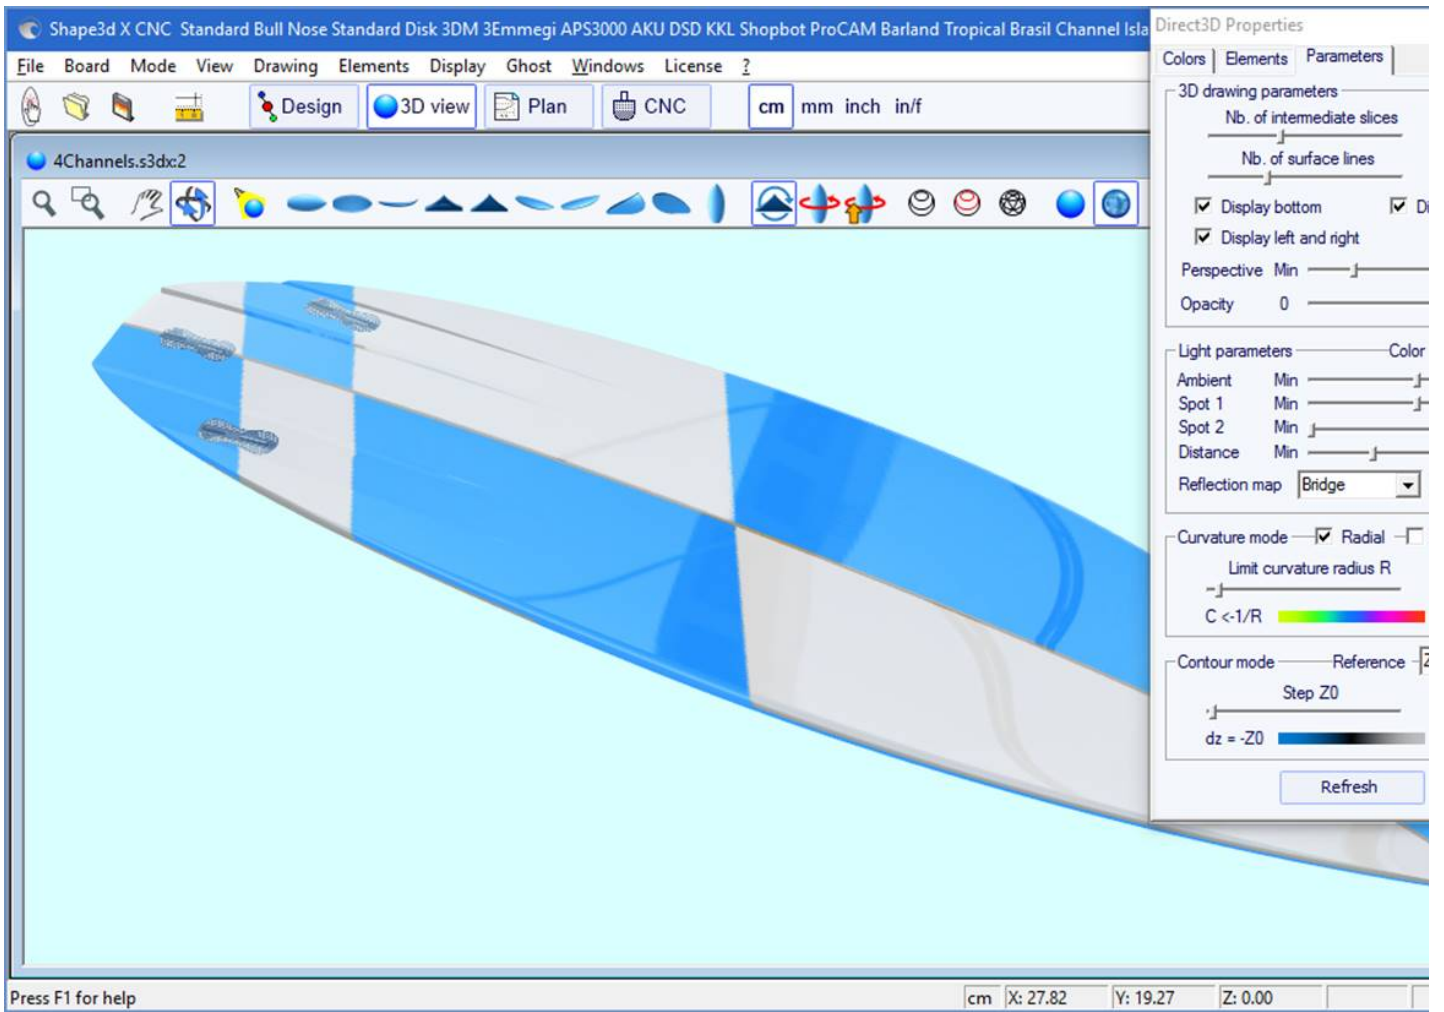 Shape3d X CNC Standard Bull Nose Standard Disk 3DM 3Emmegi APS3000 AKU DSD KKL Shopbot ProCAM Barland Tropical Brasil Channel Isla
File Board Mode View Drawing Elements Display Ghost Windows License ?
Design 3D view Plan CNC cm mm inch in/f
4Channels.s3dx:2
Direct3D Properties
Colors Elements Parameters
3D drawing parameters
Nb. of intermediate slices
Nb. of surface lines
Display bottom Di
Display left and right
Perspective Min
Opacity 0
Light parameters Color
Ambient Min
Spot 1 Min
Spot 2 Min
Distance Min
Reflection map Bridge
Curvature mode Radial
Limit curvature radius R
C <-1/R
Contour mode Reference Z
Step Z0
dz = -Z0
Refresh
Press F1 for help cm X: 27.82 Y: 19.27 Z: 0.00